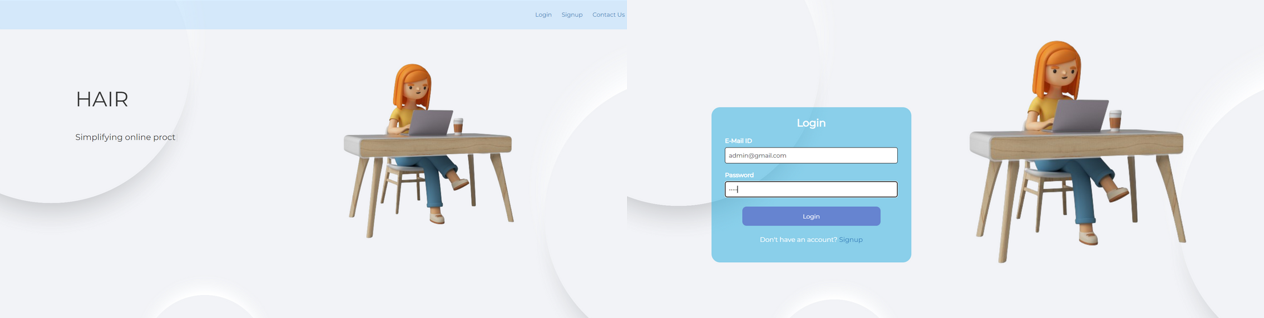 Login Signup Contact Us
HAIR
Simplifying online proct
Login
E-Mail ID
admin@gmail.com
Password
Login
Don't have an account? Signup